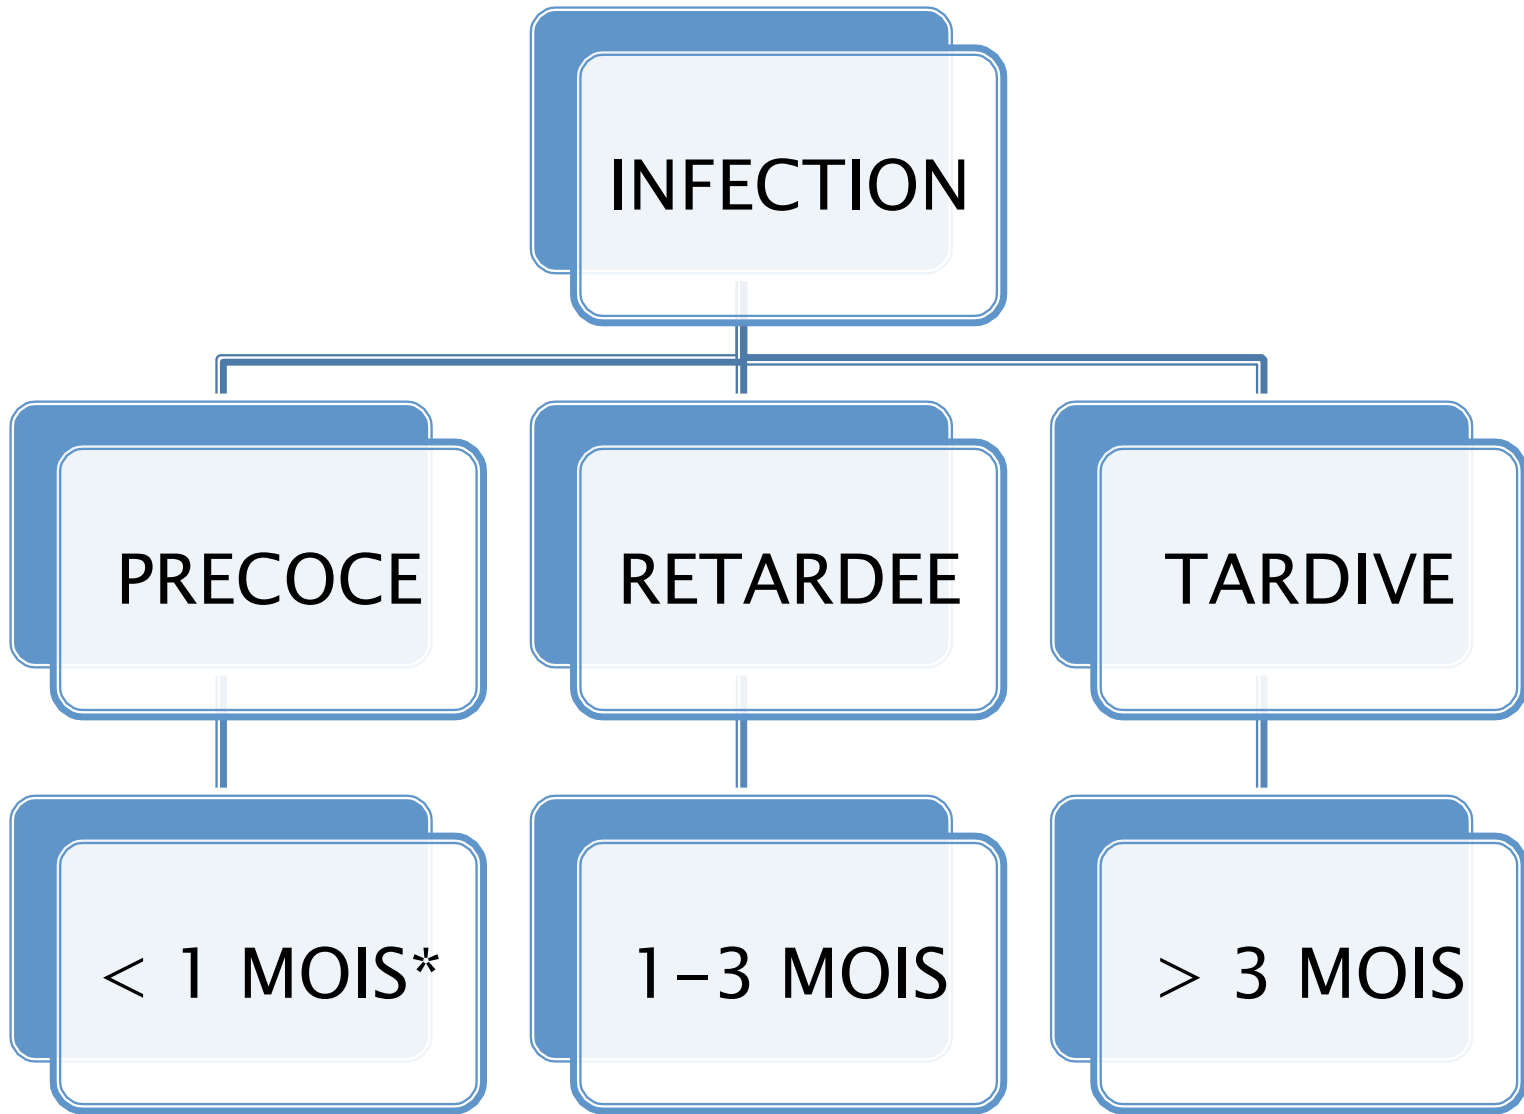 INFECTION
PRECOCE
RETARDEE
TARDIVE
< 1 MOIS*
1-3 MOIS
> 3 MOIS